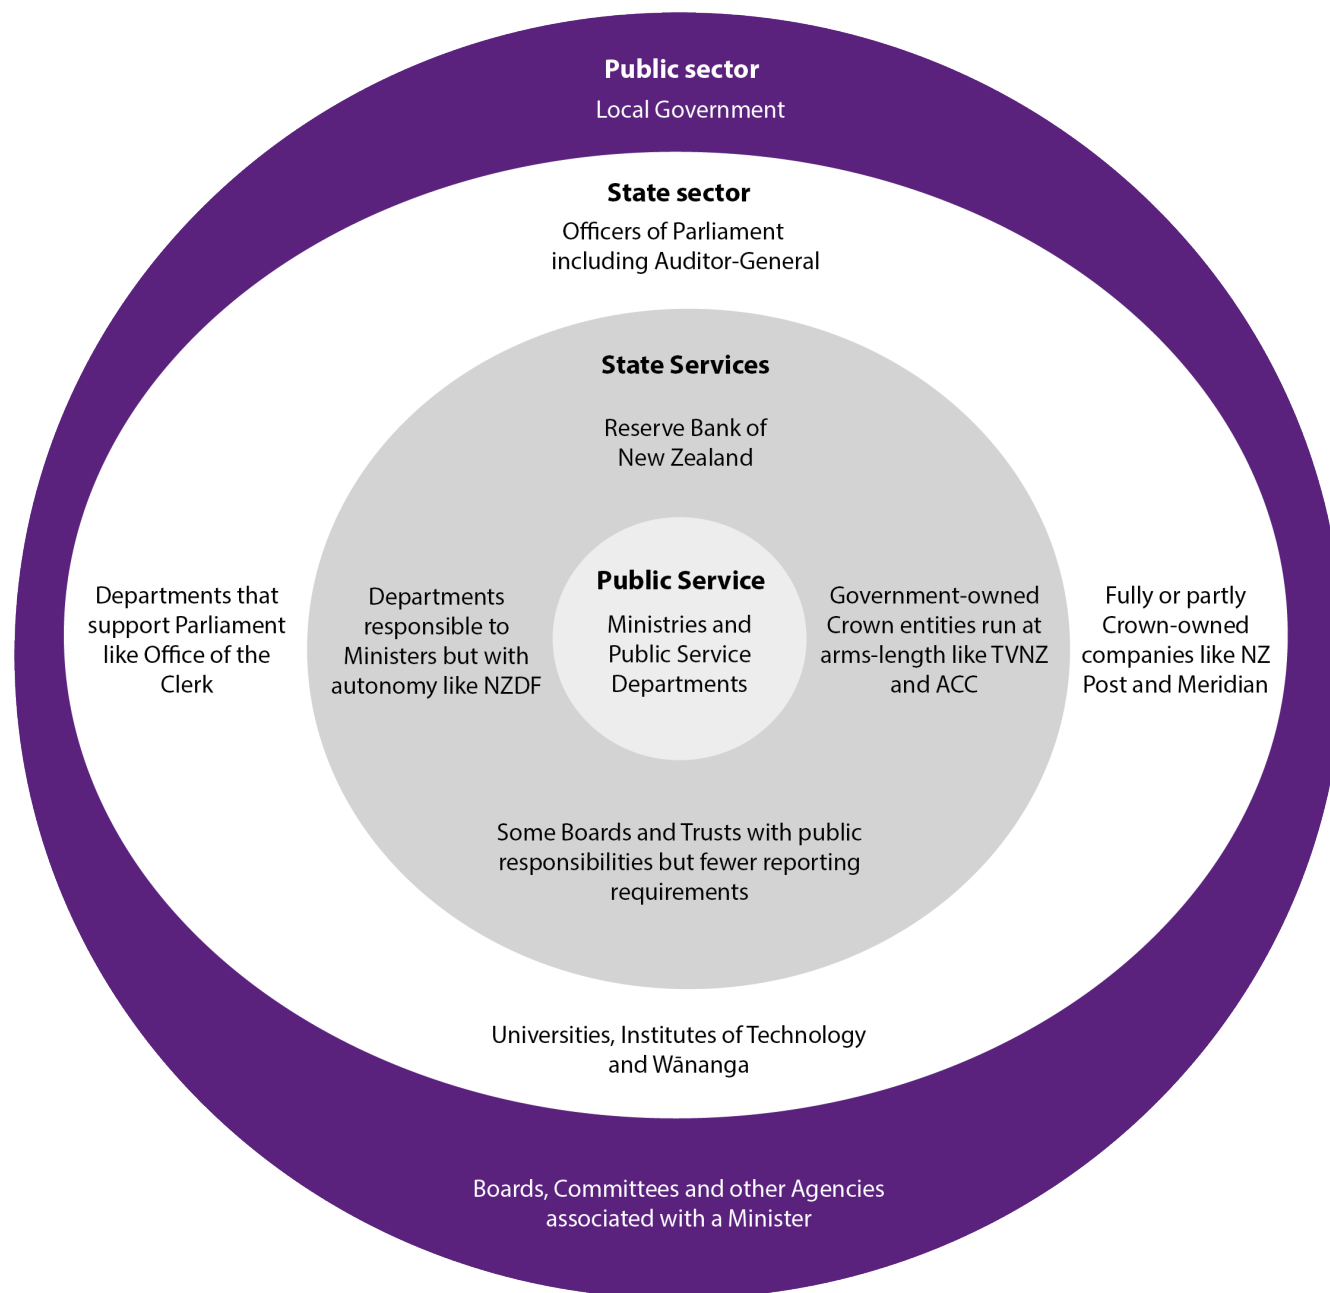 Public sector
Local Government
State sector
Officers of Parliament
including Auditor-General
State Services
Reserve Bank of
New Zealand
Departments that
support Parliament
like Office of the
Clerk
Departments
responsible to
Ministers but with
autonomy like NZDF
Public Service
Ministries and
Public Service
Departments
Government-owned
Crown entities run at
arms-length like TVNZ
and ACC
Fully or partly
Crown-owned
companies like NZ
Post and Meridian
Some Boards and Trusts with public
responsibilities but fewer reporting
requirements
Universities, Institutes of Technology
and Wānanga
Boards, Committees and other Agencies
associated with a Minister